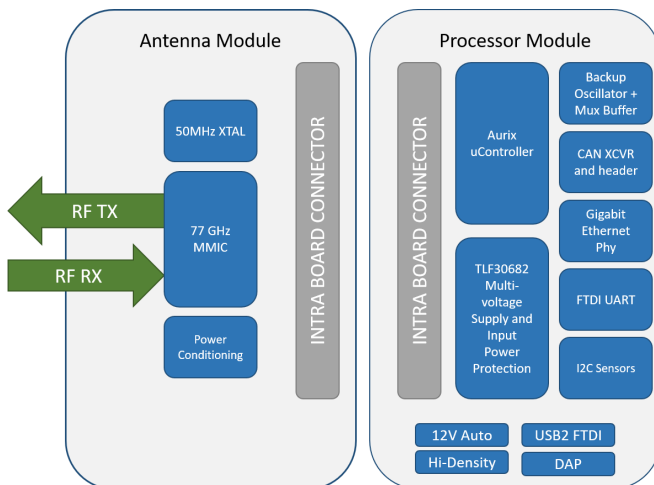 Antenna Module
50MHz XTAL
RF TX
77 GHz
MMIC
RF RX
Power
Conditioning
INTRA BOARD CONNECTOR
Processor Module
INTRA BOARD CONNECTOR
Aurix
uController
TLF30682
Multi-
voltage
Supply and
Input
Power
Protection
Backup
Oscillator +
Mux Buffer
CAN XCVR
and header
Gigabit
Ethernet
Phy
FTDI UART
I2C Sensors
12V Auto
USB2 FTDI
Hi-Density
DAP